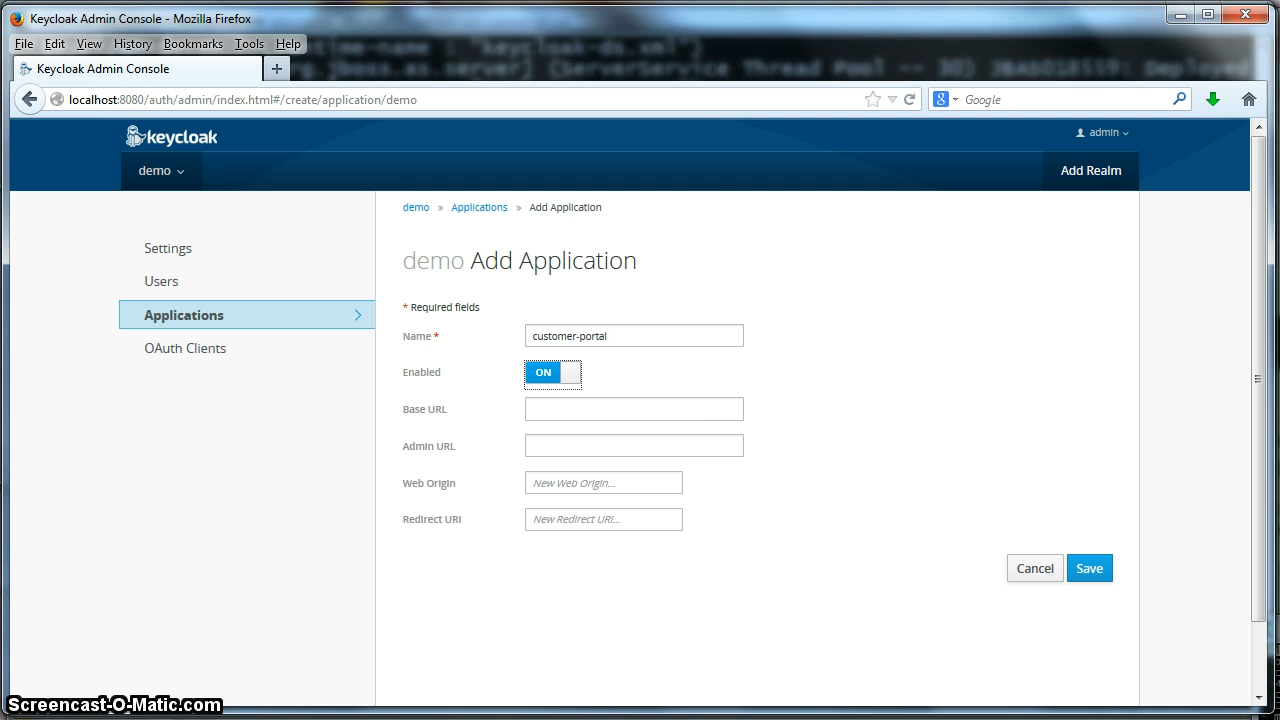 Keycloak Admin Console - Mozilla Firefox
File Edit View History Bookmarks Tools Help
Keycloak Admin Console
localhost:8080/auth/admin/index.html#/create/application/demo
Google
keycloak
admin
demo
Add Realm
demo » Applications » Add Application
Settings
Users
Applications
OAuth Clients
demo Add Application
* Required fields
Name * customer-portal
Enabled ON
Base URL
Admin URL
Web Origin New Web Origin...
Redirect URI New Redirect URI...
Cancel Save
Screencast-O-Matic.com